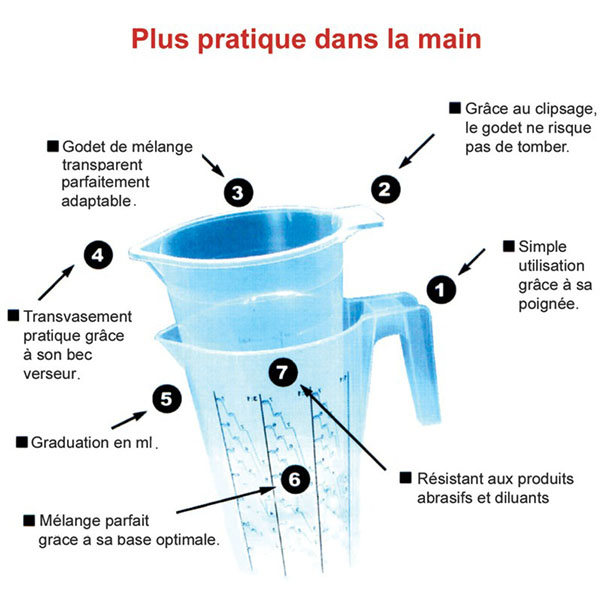 Plus pratique dans la main
Grâce au clipsage,
le godet ne risque
pas de tomber.
Godet de mélange
transparent
parfaitement
adaptable.
3
2
4
Simple
utilisation
grâce à sa
poignée.
1
Transvasement
pratique grâce
à son bec
verseur.
7
5
Graduation en ml.
6
Résistant aux produits
abrasifs et diluants
Mélange parfait
grace a sa base optimale.